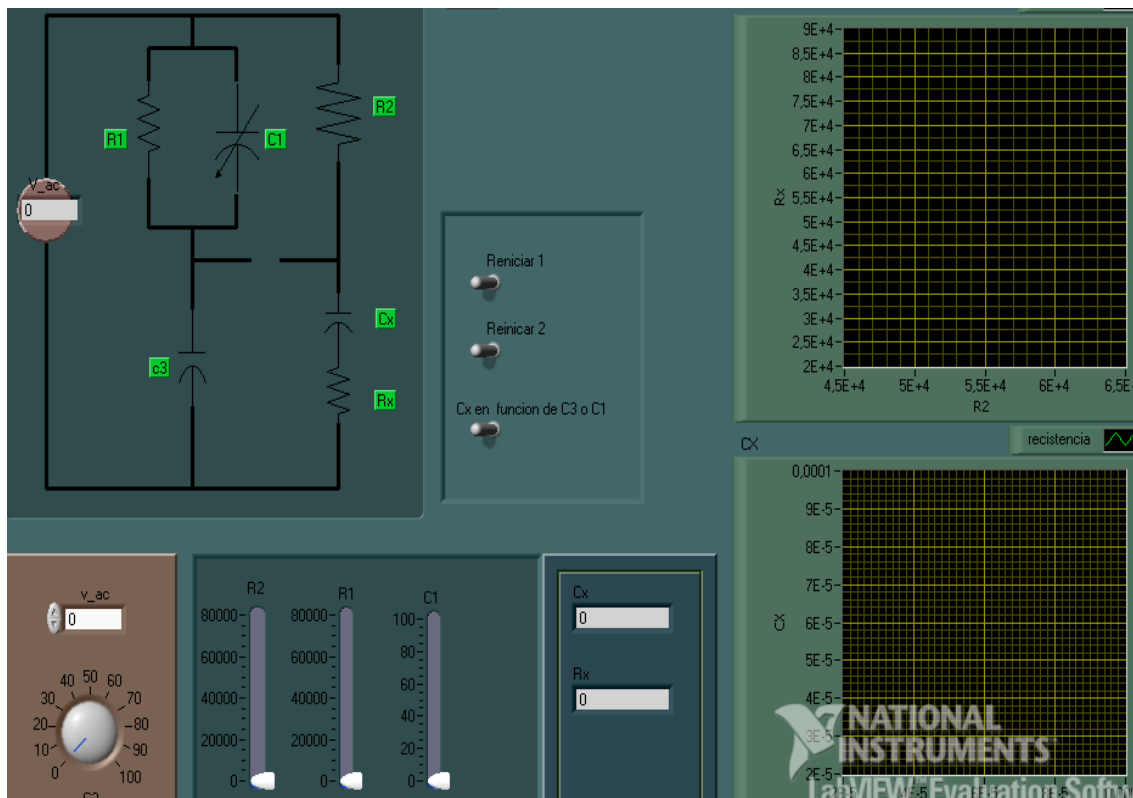 R1
C1
R2
V_ac
0
c3
Cx
Rx
Reniciar 1
Reinicar 2
Cx en funcion de C3 o C1
9E+4
8,5E+4
8E+4
7,5E+4
7E+4
6,5E+4
6E+4
5,5E+4
5E+4
4,5E+4
4E+4
3,5E+4
3E+4
2,5E+4
2E+4
Rx
4,5E+4 5E+4 5,5E+4 6E+4
R2
CX
recistencia
0,0001
9E-5
8E-5
7E-5
6E-5
5E-5
4E-5
3E-5
2E-5
CX
v_ac
0
0 10 20 30 40 50 60 70 80 90 100
R2
80000
60000
40000
20000
0
R1
80000
60000
40000
20000
0
C1
100
80
60
40
20
0
Cx
0
Rx
0
NATIONAL
INSTRUMENTS
LabVIEW Evaluation